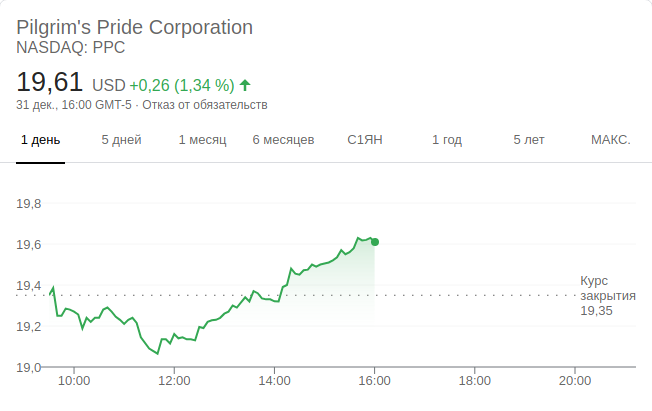 Pilgrim's Pride Corporation
NASDAQ: PPC
19,61 USD +0,26 (1,34 %)
31 дек., 16:00 GMT-5 · Отказ от обязательств
1 день 5 дней 1 месяц 6 месяцев С1ЯН 1 год 5 лет МАКС.
19,8
19,6
19,4
19,2
19,0
Курс
закрытия
19,35
10:00 12:00 14:00 16:00 18:00 20:00